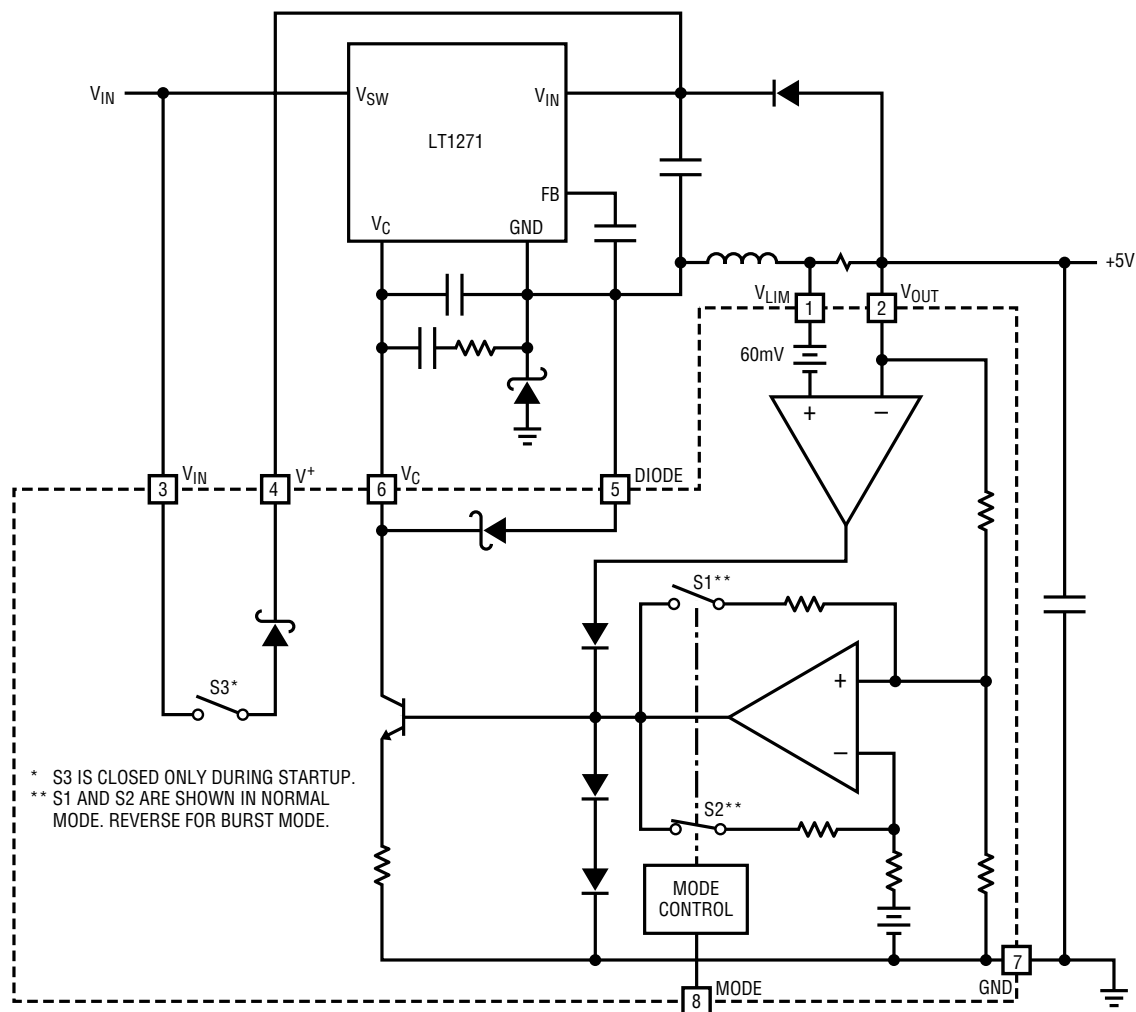 V_IN
V_SW
V_IN
LT1271
FB
V_C
GND
+5V
V_LIM
1
2
V_OUT
60mV
+
−
3
V_IN
4
V⁺
6
V_C
5
DIODE
S1**
S3*
+
−
* S3 IS CLOSED ONLY DURING STARTUP.
** S1 AND S2 ARE SHOWN IN NORMAL
MODE. REVERSE FOR BURST MODE.
S2**
MODE
CONTROL
7
GND
8
MODE